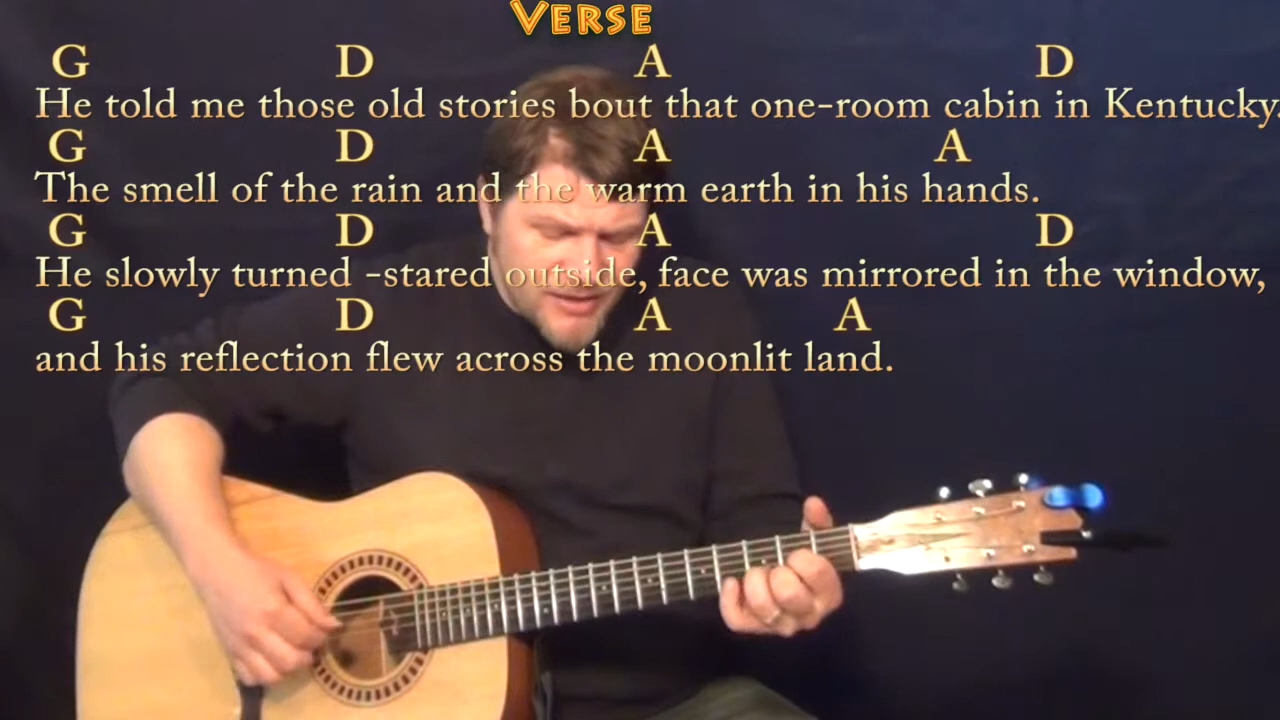 VERSE
G D A D
He told me those old stories bout that one-room cabin in Kentucky.
G D A A
The smell of the rain and the warm earth in his hands.
G D A D
He slowly turned -stared outside, face was mirrored in the window,
G D A A
and his reflection flew across the moonlit land.